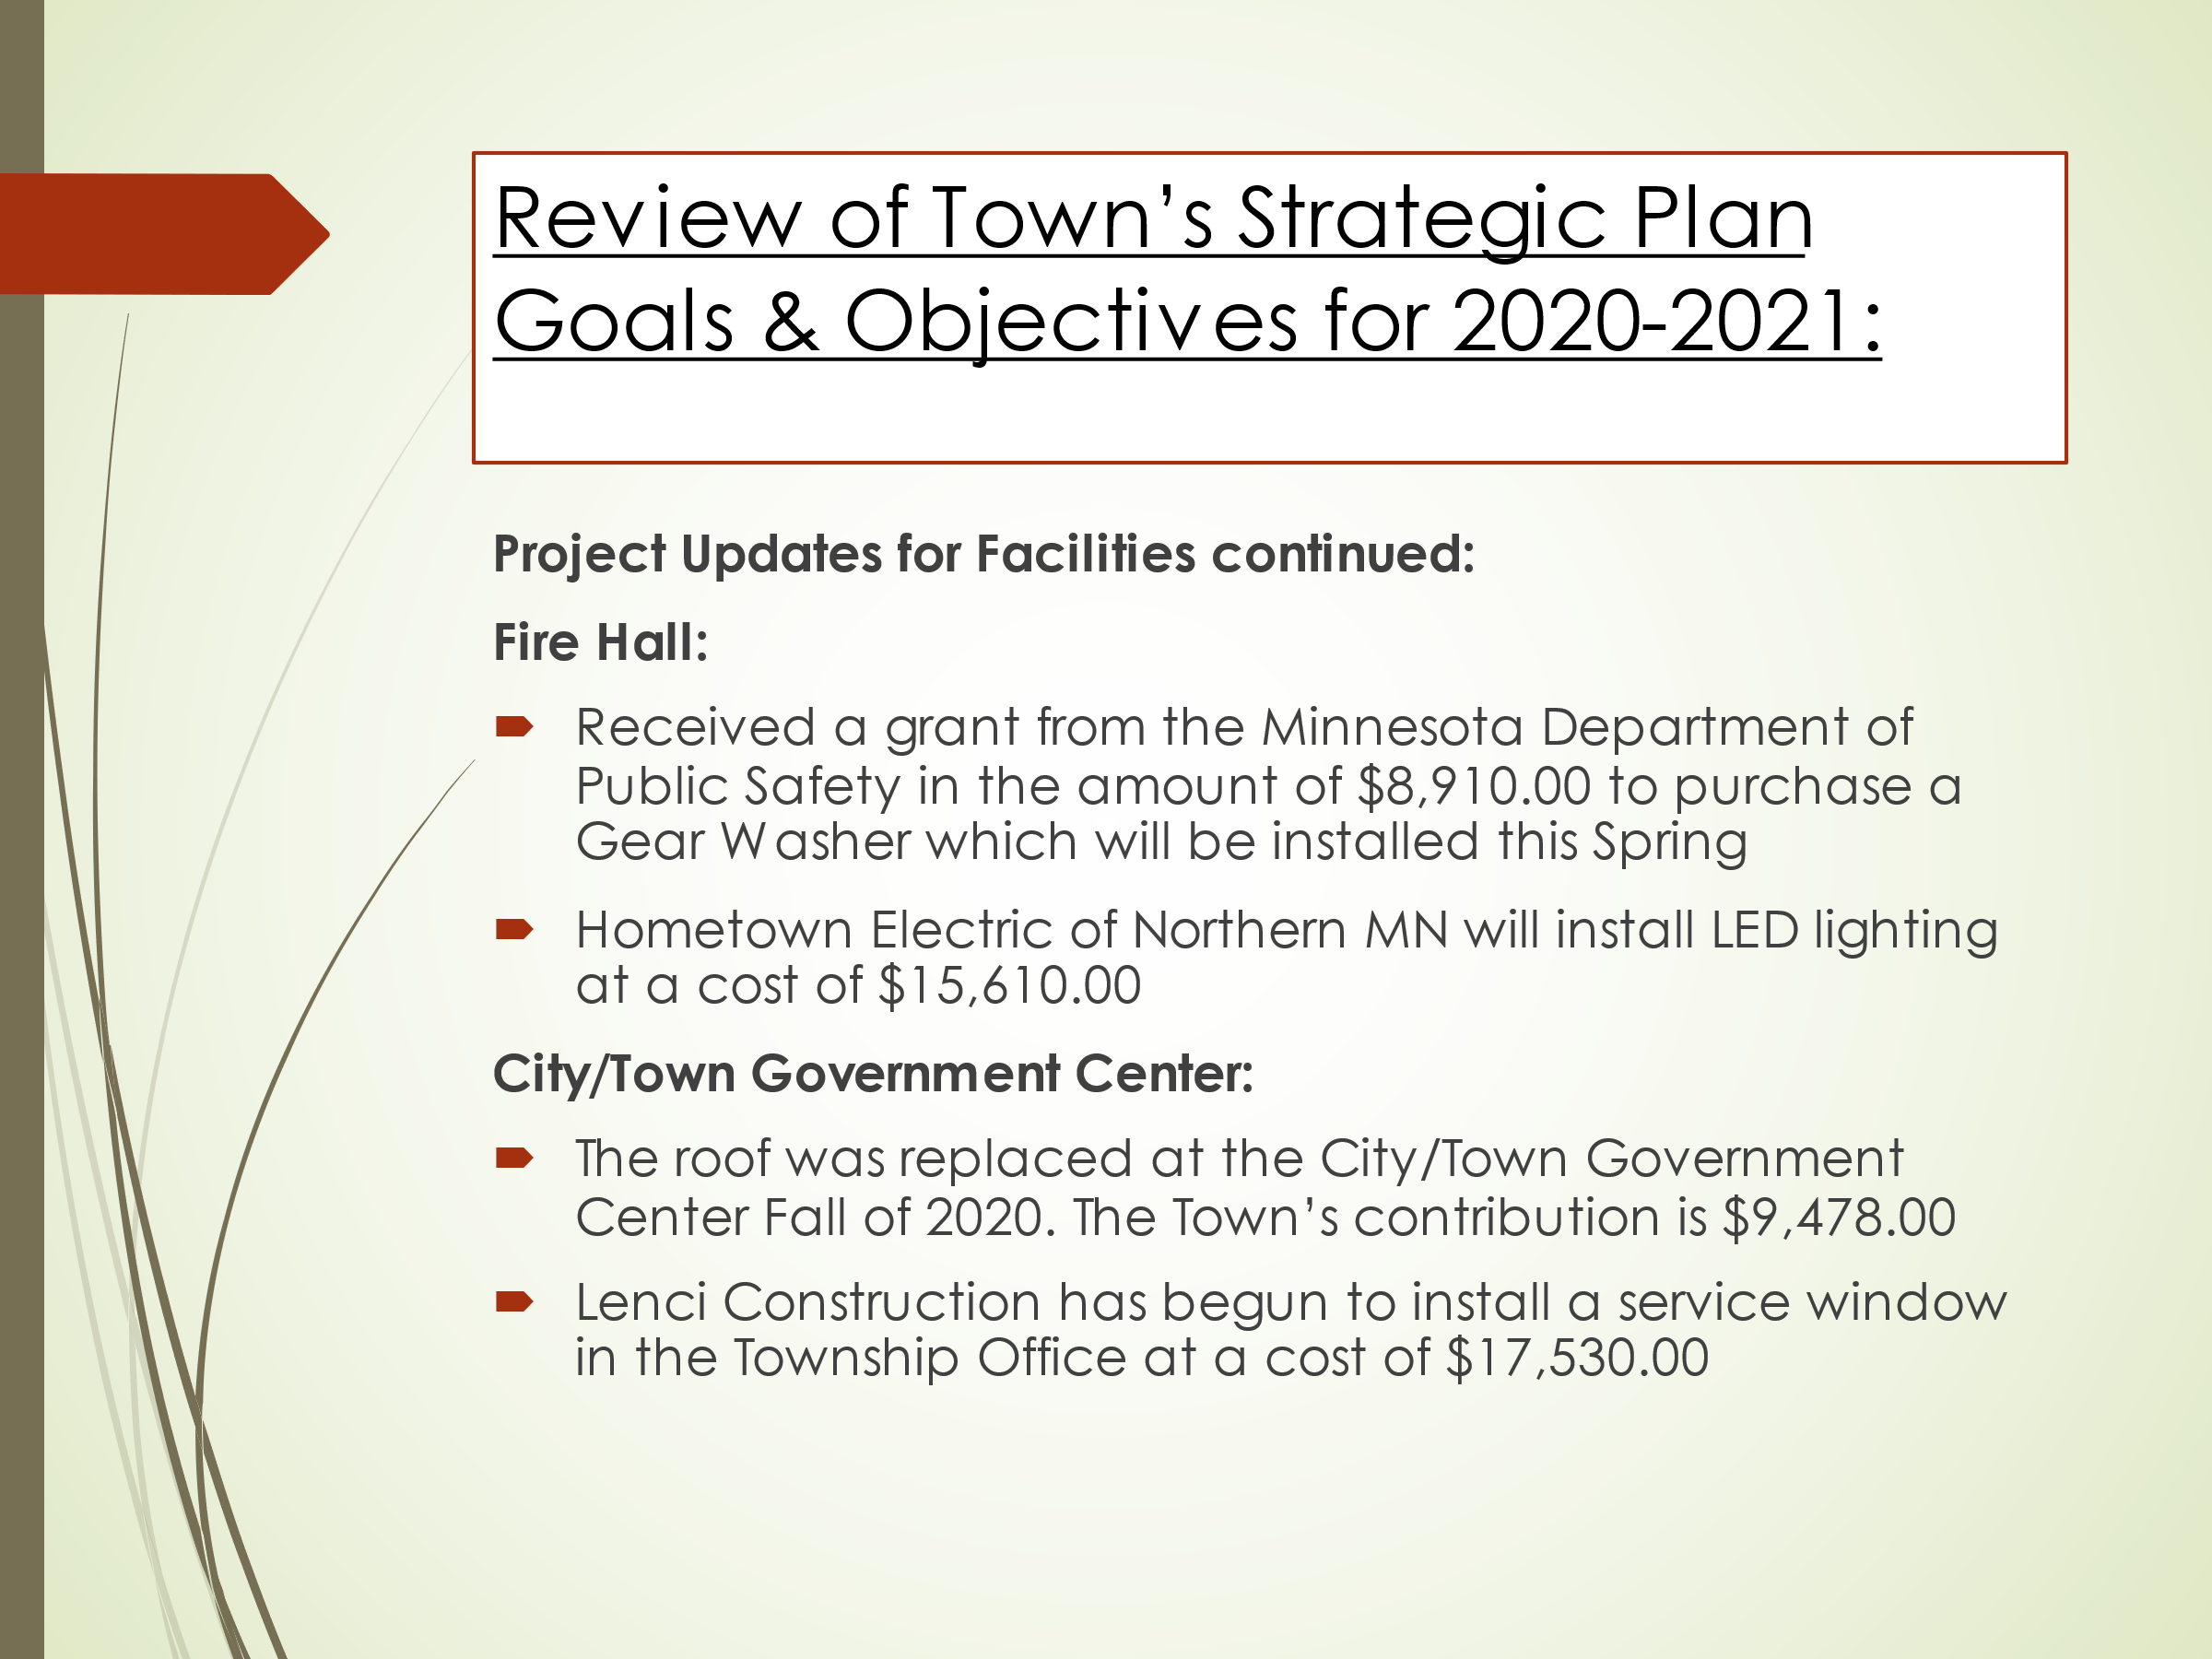 Review of Town’s Strategic Plan
Goals & Objectives for 2020-2021:
Project Updates for Facilities continued:
Fire Hall:
Received a grant from the Minnesota Department of
Public Safety in the amount of $8,910.00 to purchase a
Gear Washer which will be installed this Spring
Hometown Electric of Northern MN will install LED lighting
at a cost of $15,610.00
City/Town Government Center:
The roof was replaced at the City/Town Government
Center Fall of 2020. The Town’s contribution is $9,478.00
Lenci Construction has begun to install a service window
in the Township Office at a cost of $17,530.00